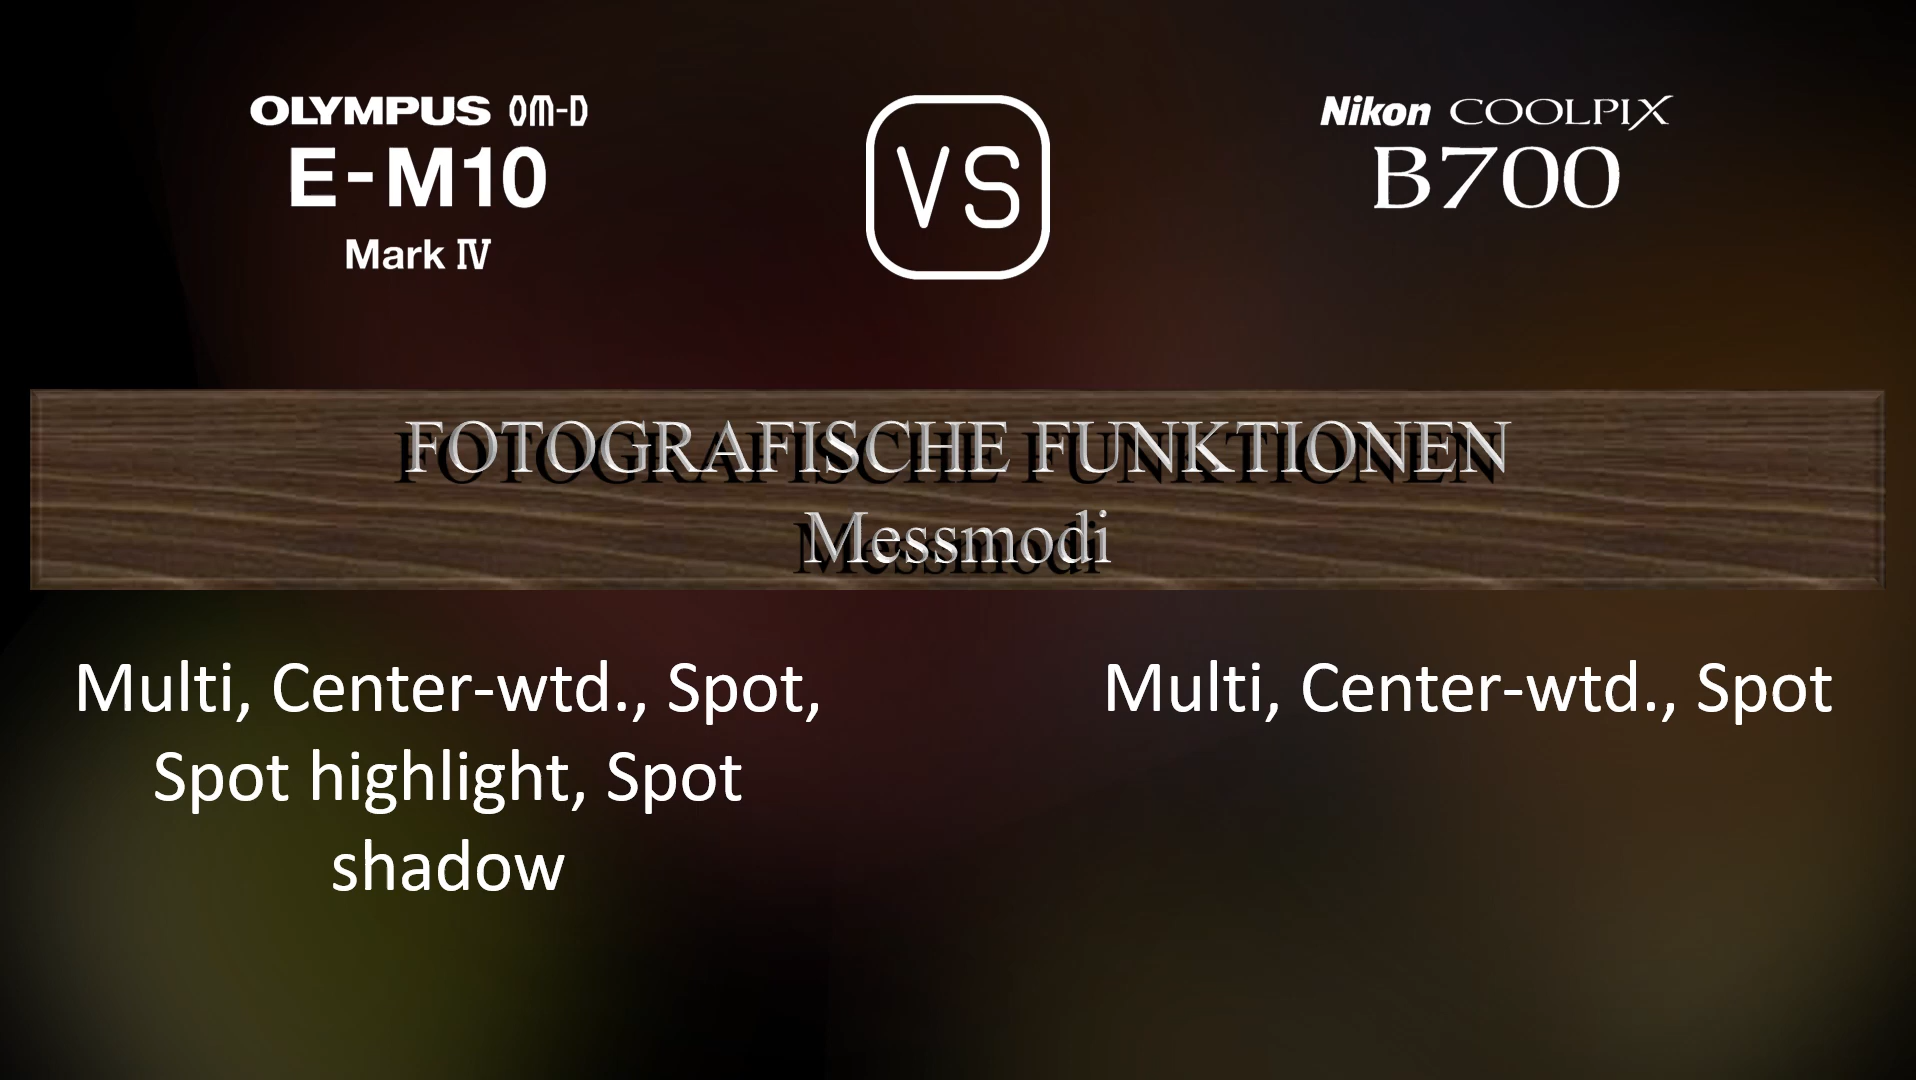 OLYMPUS OM-D
E-M10
Mark IV
VS
Nikon COOLPIX
B700
FOTOGRAFISCHE FUNKTIONEN
Messmodi
Multi, Center-wtd., Spot,
Spot highlight, Spot
shadow
Multi, Center-wtd., Spot